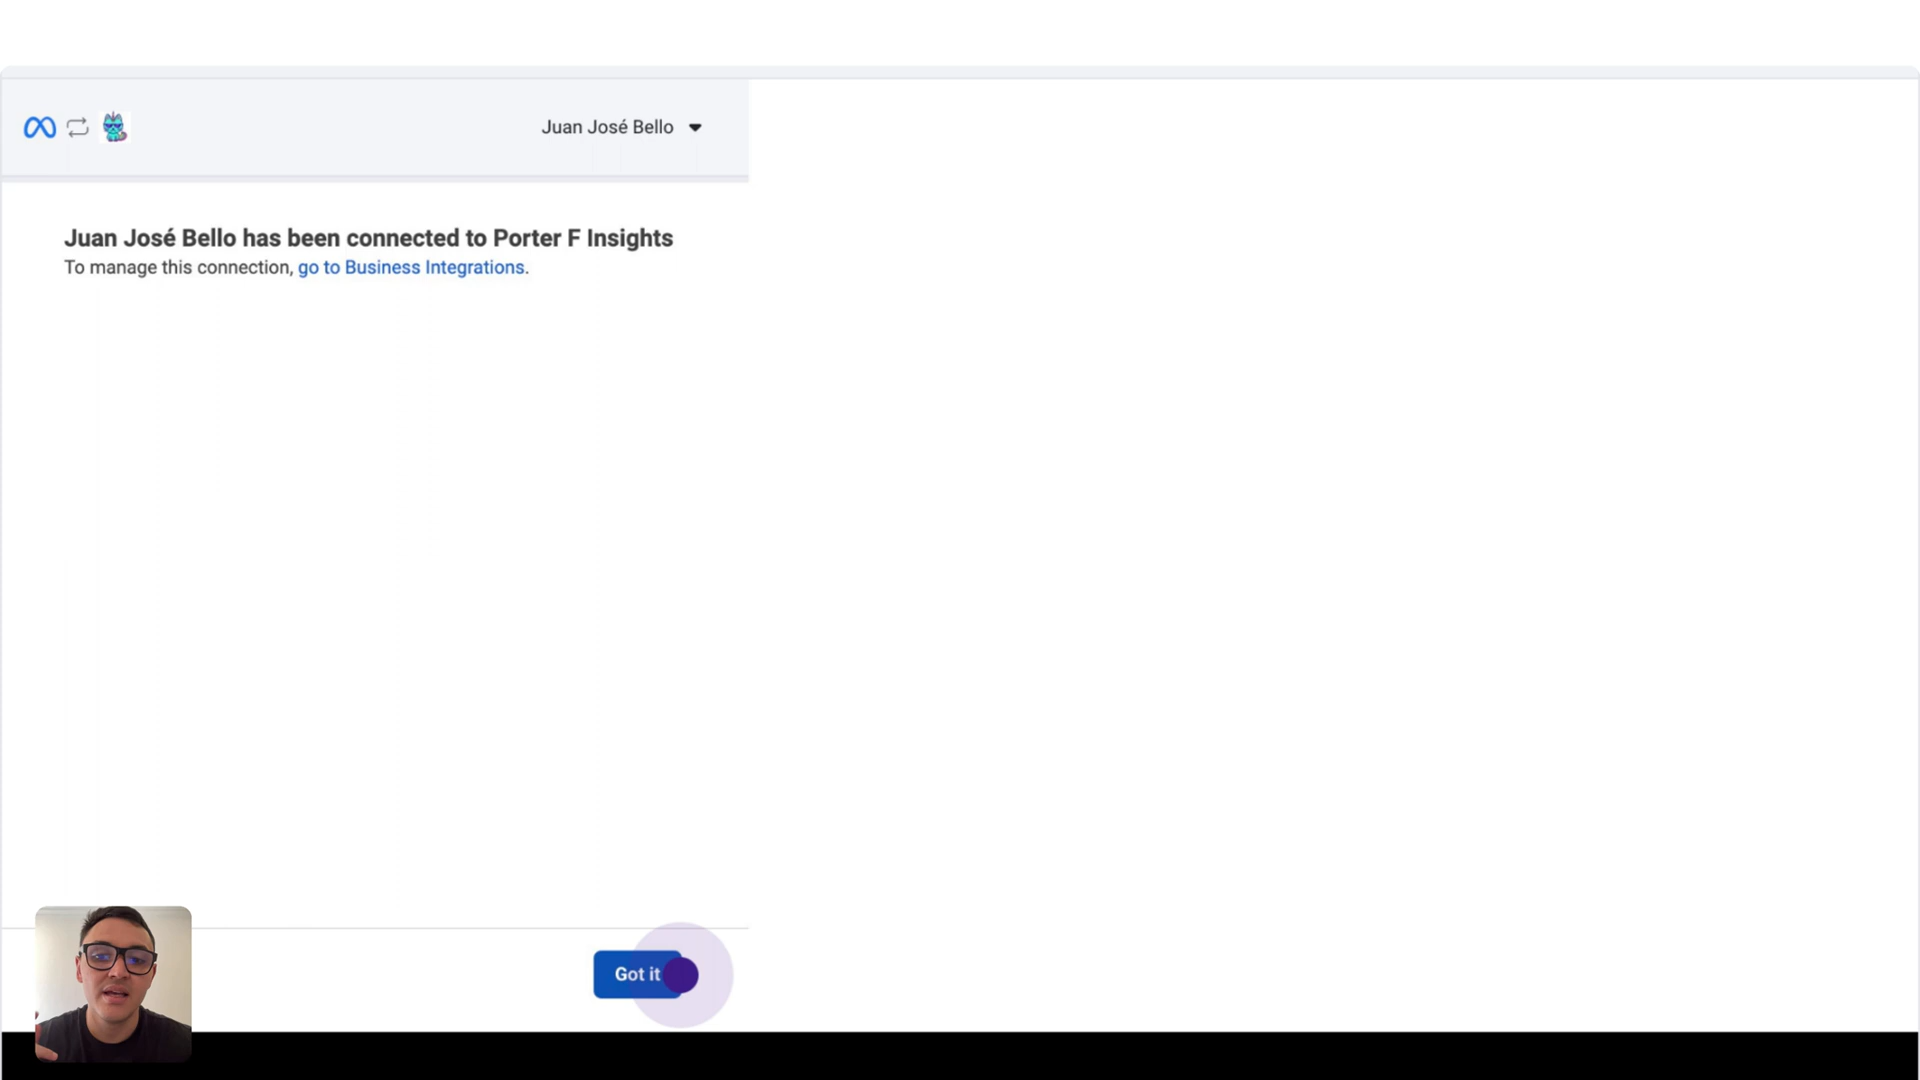 Juan José Bello
Juan José Bello has been connected to Porter F Insights
To manage this connection, go to Business Integrations.
Got it